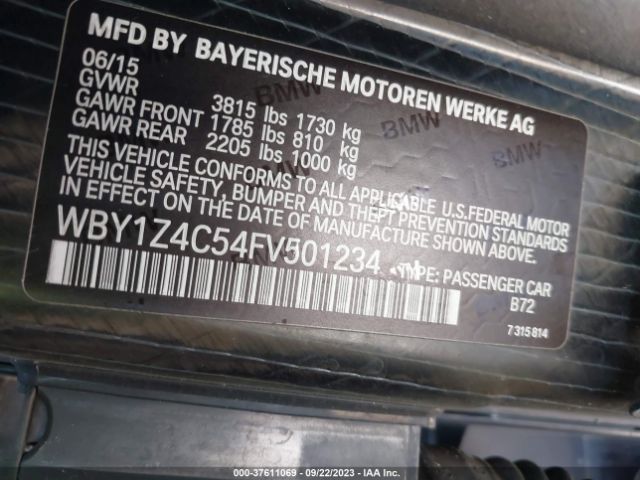 MFD BY BAYERISCHE MOTOREN WERKE AG
06/15
GVWR 3815 lbs 1730 kg
GAWR FRONT 1785 lbs 810 kg
GAWR REAR 2205 lbs 1000 kg
THIS VEHICLE CONFORMS TO ALL APPLICABLE U.S.FEDERAL MOTOR
VEHICLE SAFETY, BUMPER, AND THEFT PREVENTION STANDARDS
IN EFFECT ON THE DATE OF MANUFACTURE SHOWN ABOVE.
WBY1Z4C54FV501234 TYPE: PASSENGER CAR
B72
7 315 814
000-37611069 - 09/22/2023 - IAA Inc.